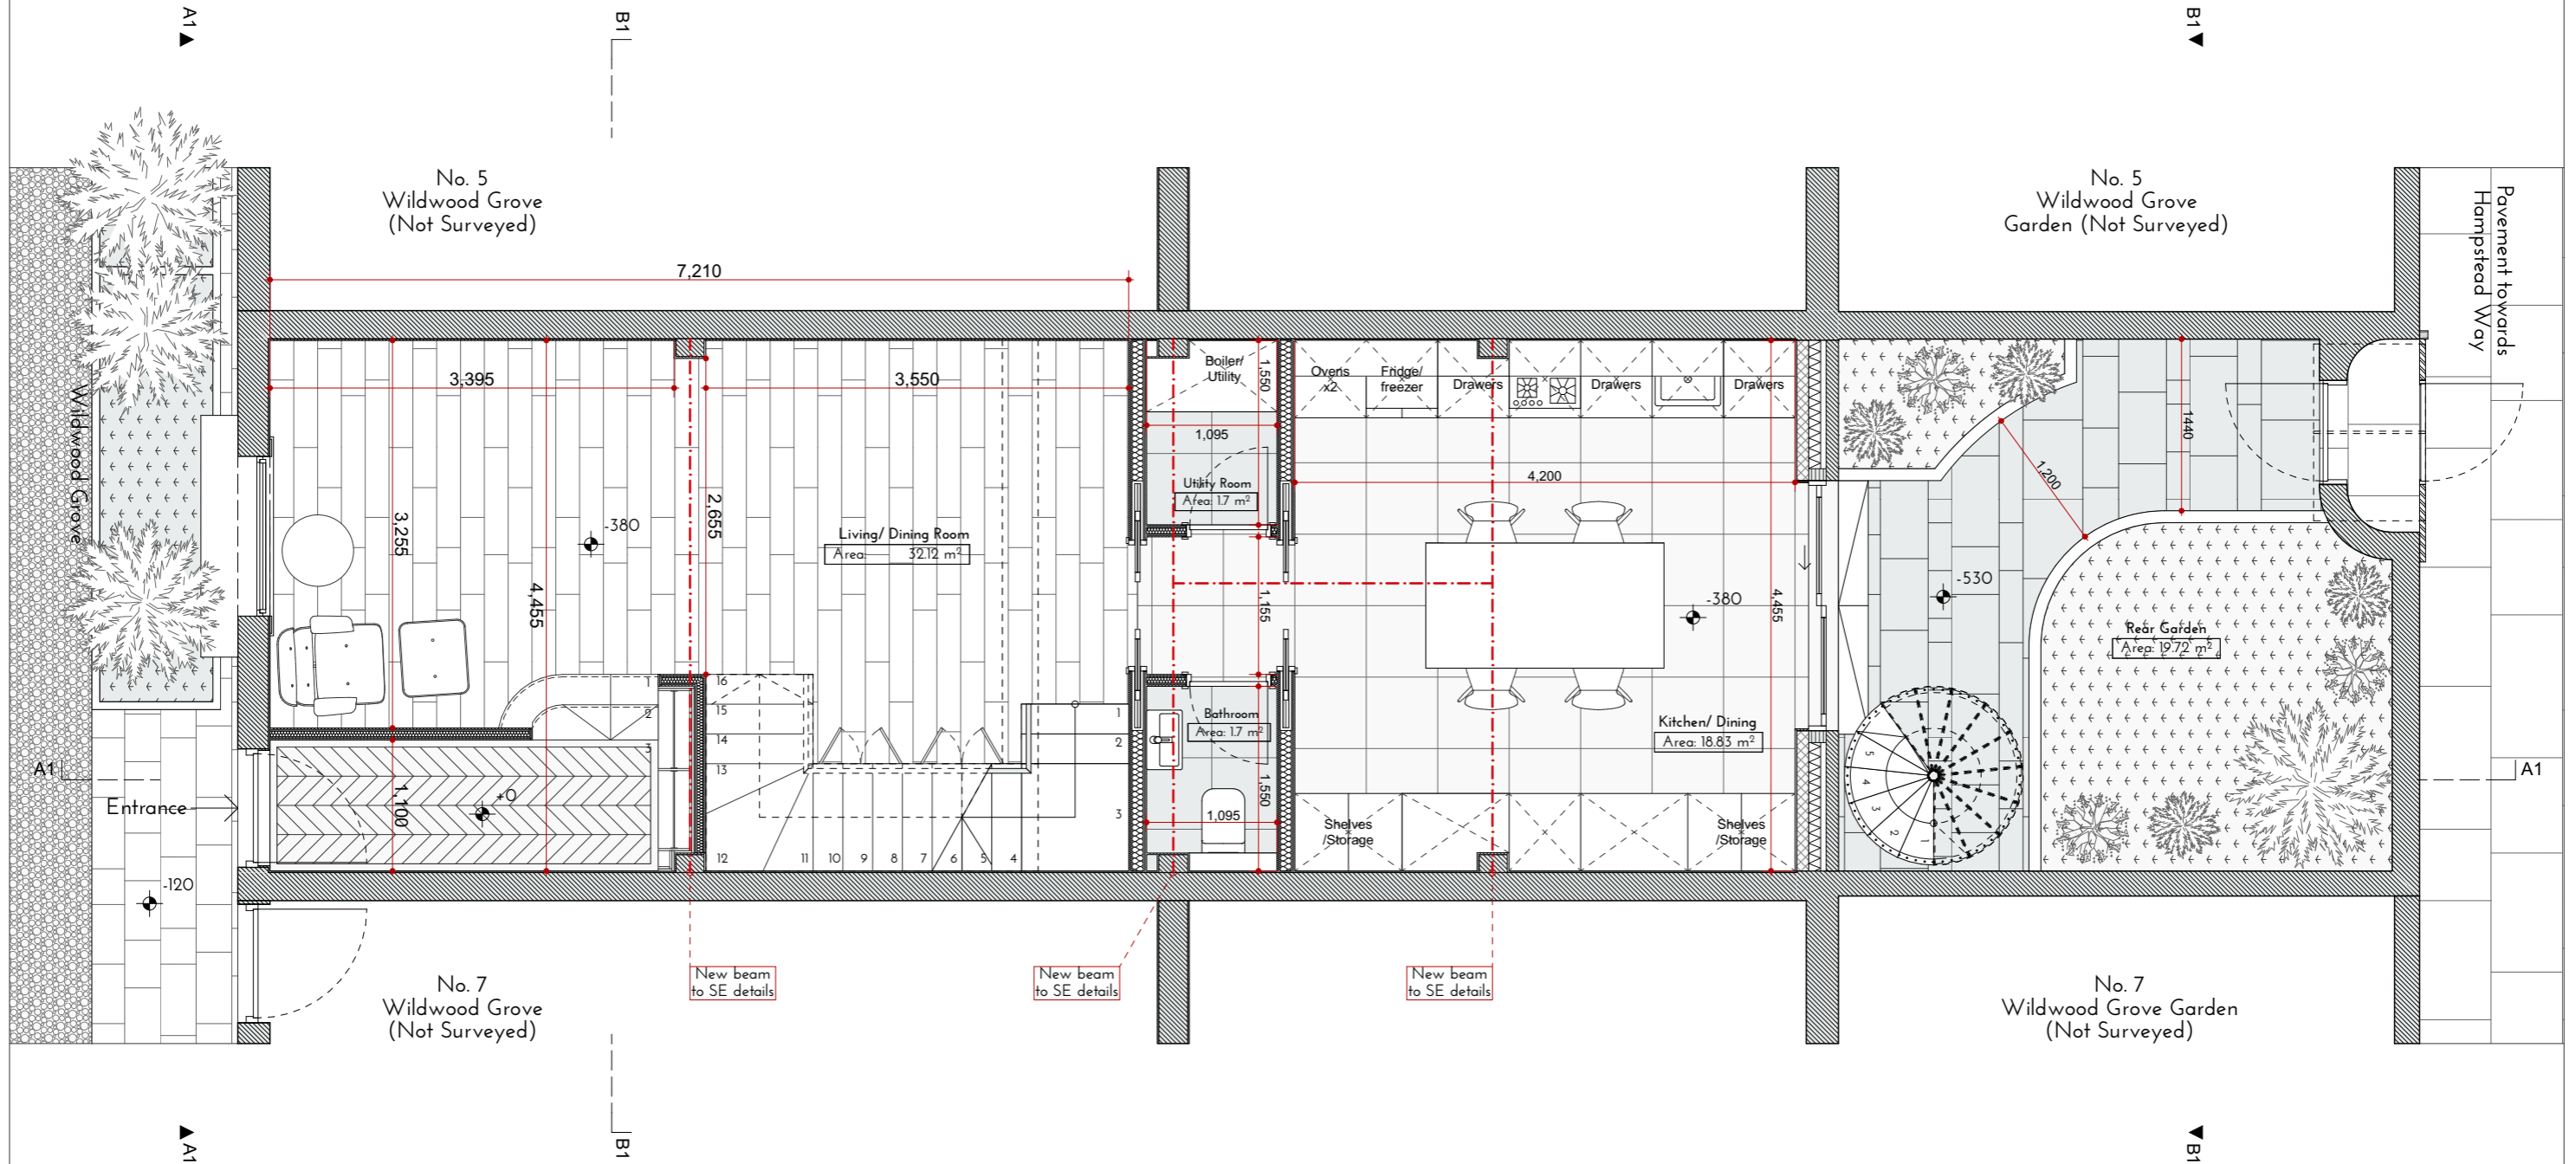 A1
B1
B1
No. 5
Wildwood Grove
(Not Surveyed)
No. 5
Wildwood Grove
Garden (Not Surveyed)
Pavement towards
Hampstead Way
7,210
Wildwood Grove
3,395
3,550
Boiler/
Utility
1,550
1,095
Utility Room
Area: 1.7 m²
Ovens
x2
Fridge/
freezer
Drawers
Drawers
Drawers
4,200
1440
1,200
3,255
4,455
-380
2,655
Living/ Dining Room
Area: 32.12 m²
1,155
-380
4,455
-530
Rear Garden
Area: 19.72 m²
1
2
3
16
15
14
13
12
11
10
9
8
7
6
5
4
1
2
3
Bathroom
Area: 1.7 m²
1,550
1,095
Kitchen/ Dining
Area: 18.83 m²
Shelves
/Storage
Shelves
/Storage
5
4
3
2
1
A1
A1
Entrance
+0
1,100
-120
New beam
to SE details
New beam
to SE details
New beam
to SE details
No. 7
Wildwood Grove
(Not Surveyed)
No. 7
Wildwood Grove Garden
(Not Surveyed)
A1
B1
B1